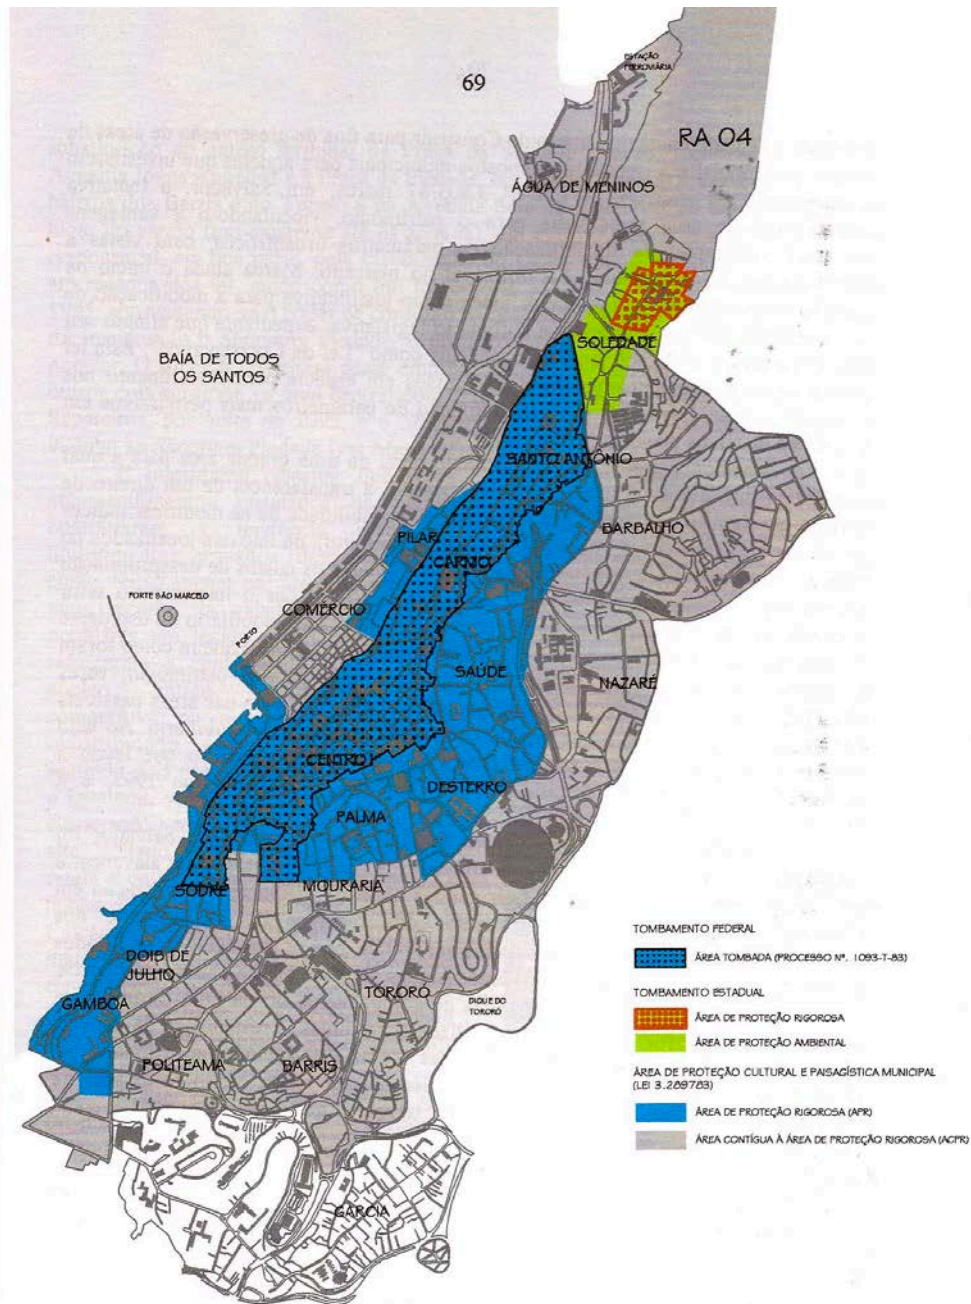 69
ESTAÇÃO
FERROVIÁRIA
RA 04
ÁGUA DE MENINOS
SOLEDADE
BAÍA DE TODOS
OS SANTOS
SANTO ANTÔNIO
BARBALHO
PILAR
CARMO
FORTE SÃO MARCELO
COMÉRCIO
PORTO
SAÚDE
NAZARÉ
CENTRO
DESTERRO
PALMA
SODRÉ
MOURARIA
DOIS DE
JULHO
GAMBOA
TORORÓ
DIQUE DO
TORORÓ
POLITEAMA
BARRIS
GARCIA
TOMBAMENTO FEDERAL
ÁREA TOMBADA (PROCESSO Nº. 1093-T-83)
TOMBAMENTO ESTADUAL
ÁREA DE PROTEÇÃO RIGOROSA
ÁREA DE PROTEÇÃO AMBIENTAL
ÁREA DE PROTEÇÃO CULTURAL E PAISAGÍSTICA MUNICIPAL
(LEI 3.289783)
ÁREA DE PROTEÇÃO RIGOROSA (APR)
ÁREA CONTÍGUA À ÁREA DE PROTEÇÃO RIGOROSA (ACPR)